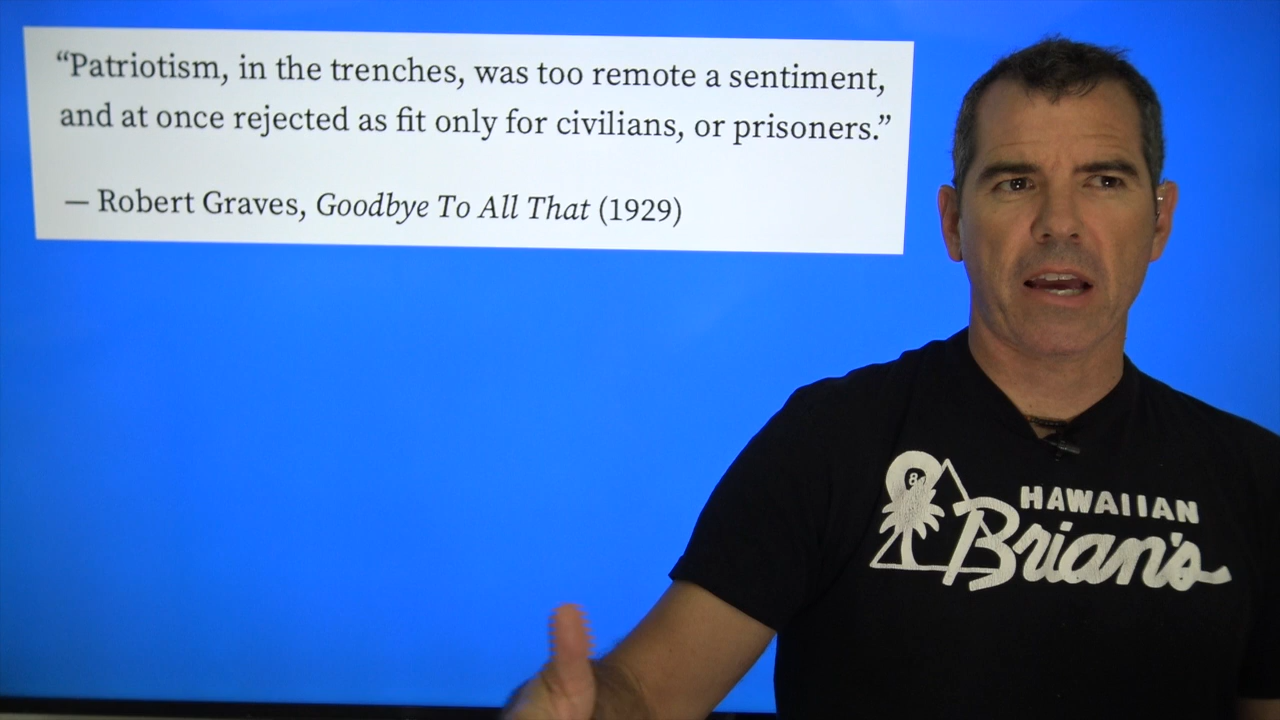 “Patriotism, in the trenches, was too remote a sentiment,
and at once rejected as fit only for civilians, or prisoners.”
— Robert Graves, Goodbye To All That (1929)
8
HAWAIIAN
Brian's